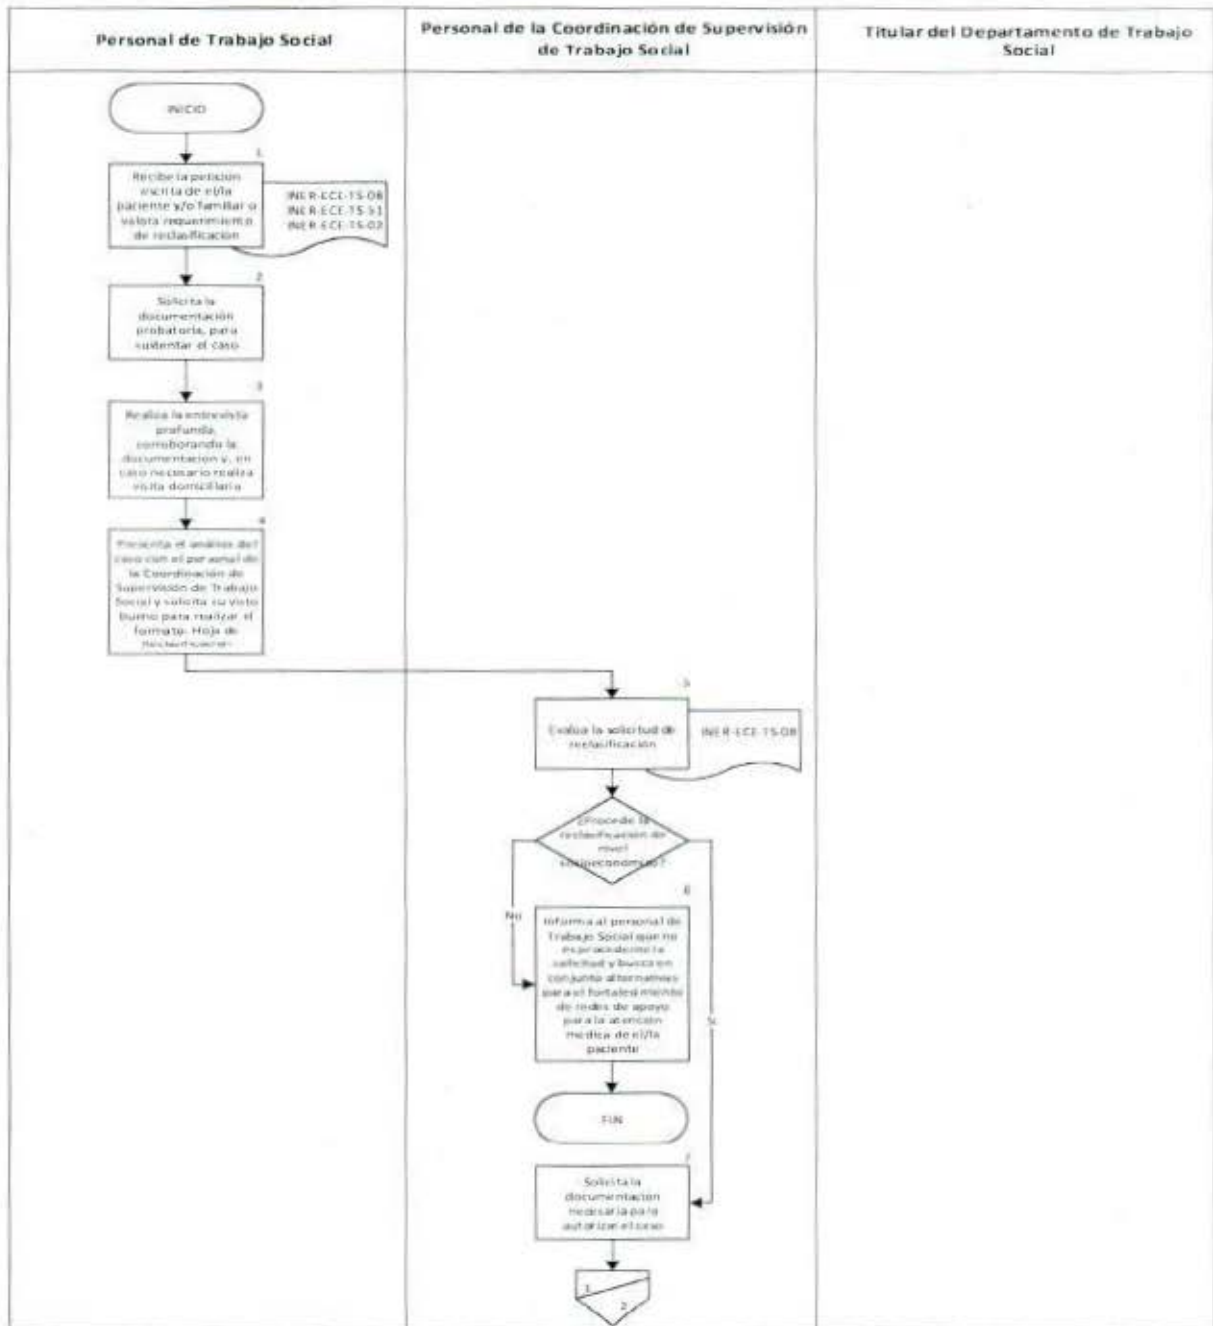 Personal de Trabajo Social
Personal de la Coordinación de Supervisión
de Trabajo Social
Titular del Departamento de Trabajo
Social
INICIO
1
Recibe la petición
escrita de el/la
paciente y/o familiar o
valora requerimiento
de reclasificación
INER-ECE-TS-08
INER-ECE-TS-51
INER-ECE-TS-02
2
Solicita la
documentación
probatoria, para
sustentar el caso
3
Realiza la entrevista
profunda,
corroborando la
documentación y, en
caso necesario realiza
visita domiciliaria
4
Presenta el análisis del
caso con el personal de
la Coordinación de
Supervisión de Trabajo
Social y solicita su visto
bueno para realizar el
formato. Hoja de
5
Evalúa la solicitud de
reclasificación
INER-ECE-TS-08
¿Procede la
reclasificación de
nivel
socioeconómico?
No
Si
6
Informa al personal de
Trabajo Social que no
es procedente la
solicitud y busca en
conjunto alternativas
para el fortalecimiento
de redes de apoyo
para la atención
médica de el/la
paciente
FIN
7
Solicita la
documentación
necesaria para
autorizar el caso
1
2